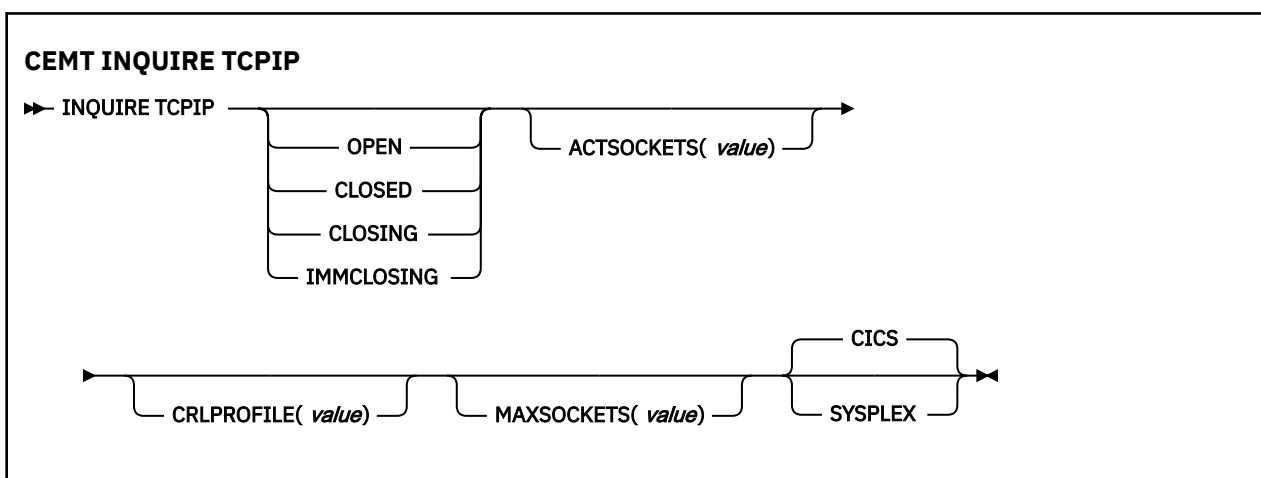 CEMT INQUIRE TCPIP
INQUIRE TCPIP
OPEN
CLOSED
CLOSING
IMMCLOSING
ACTSOCKETS( value)
CRLPROFILE( value)
MAXSOCKETS( value)
CICS
SYSPLEX